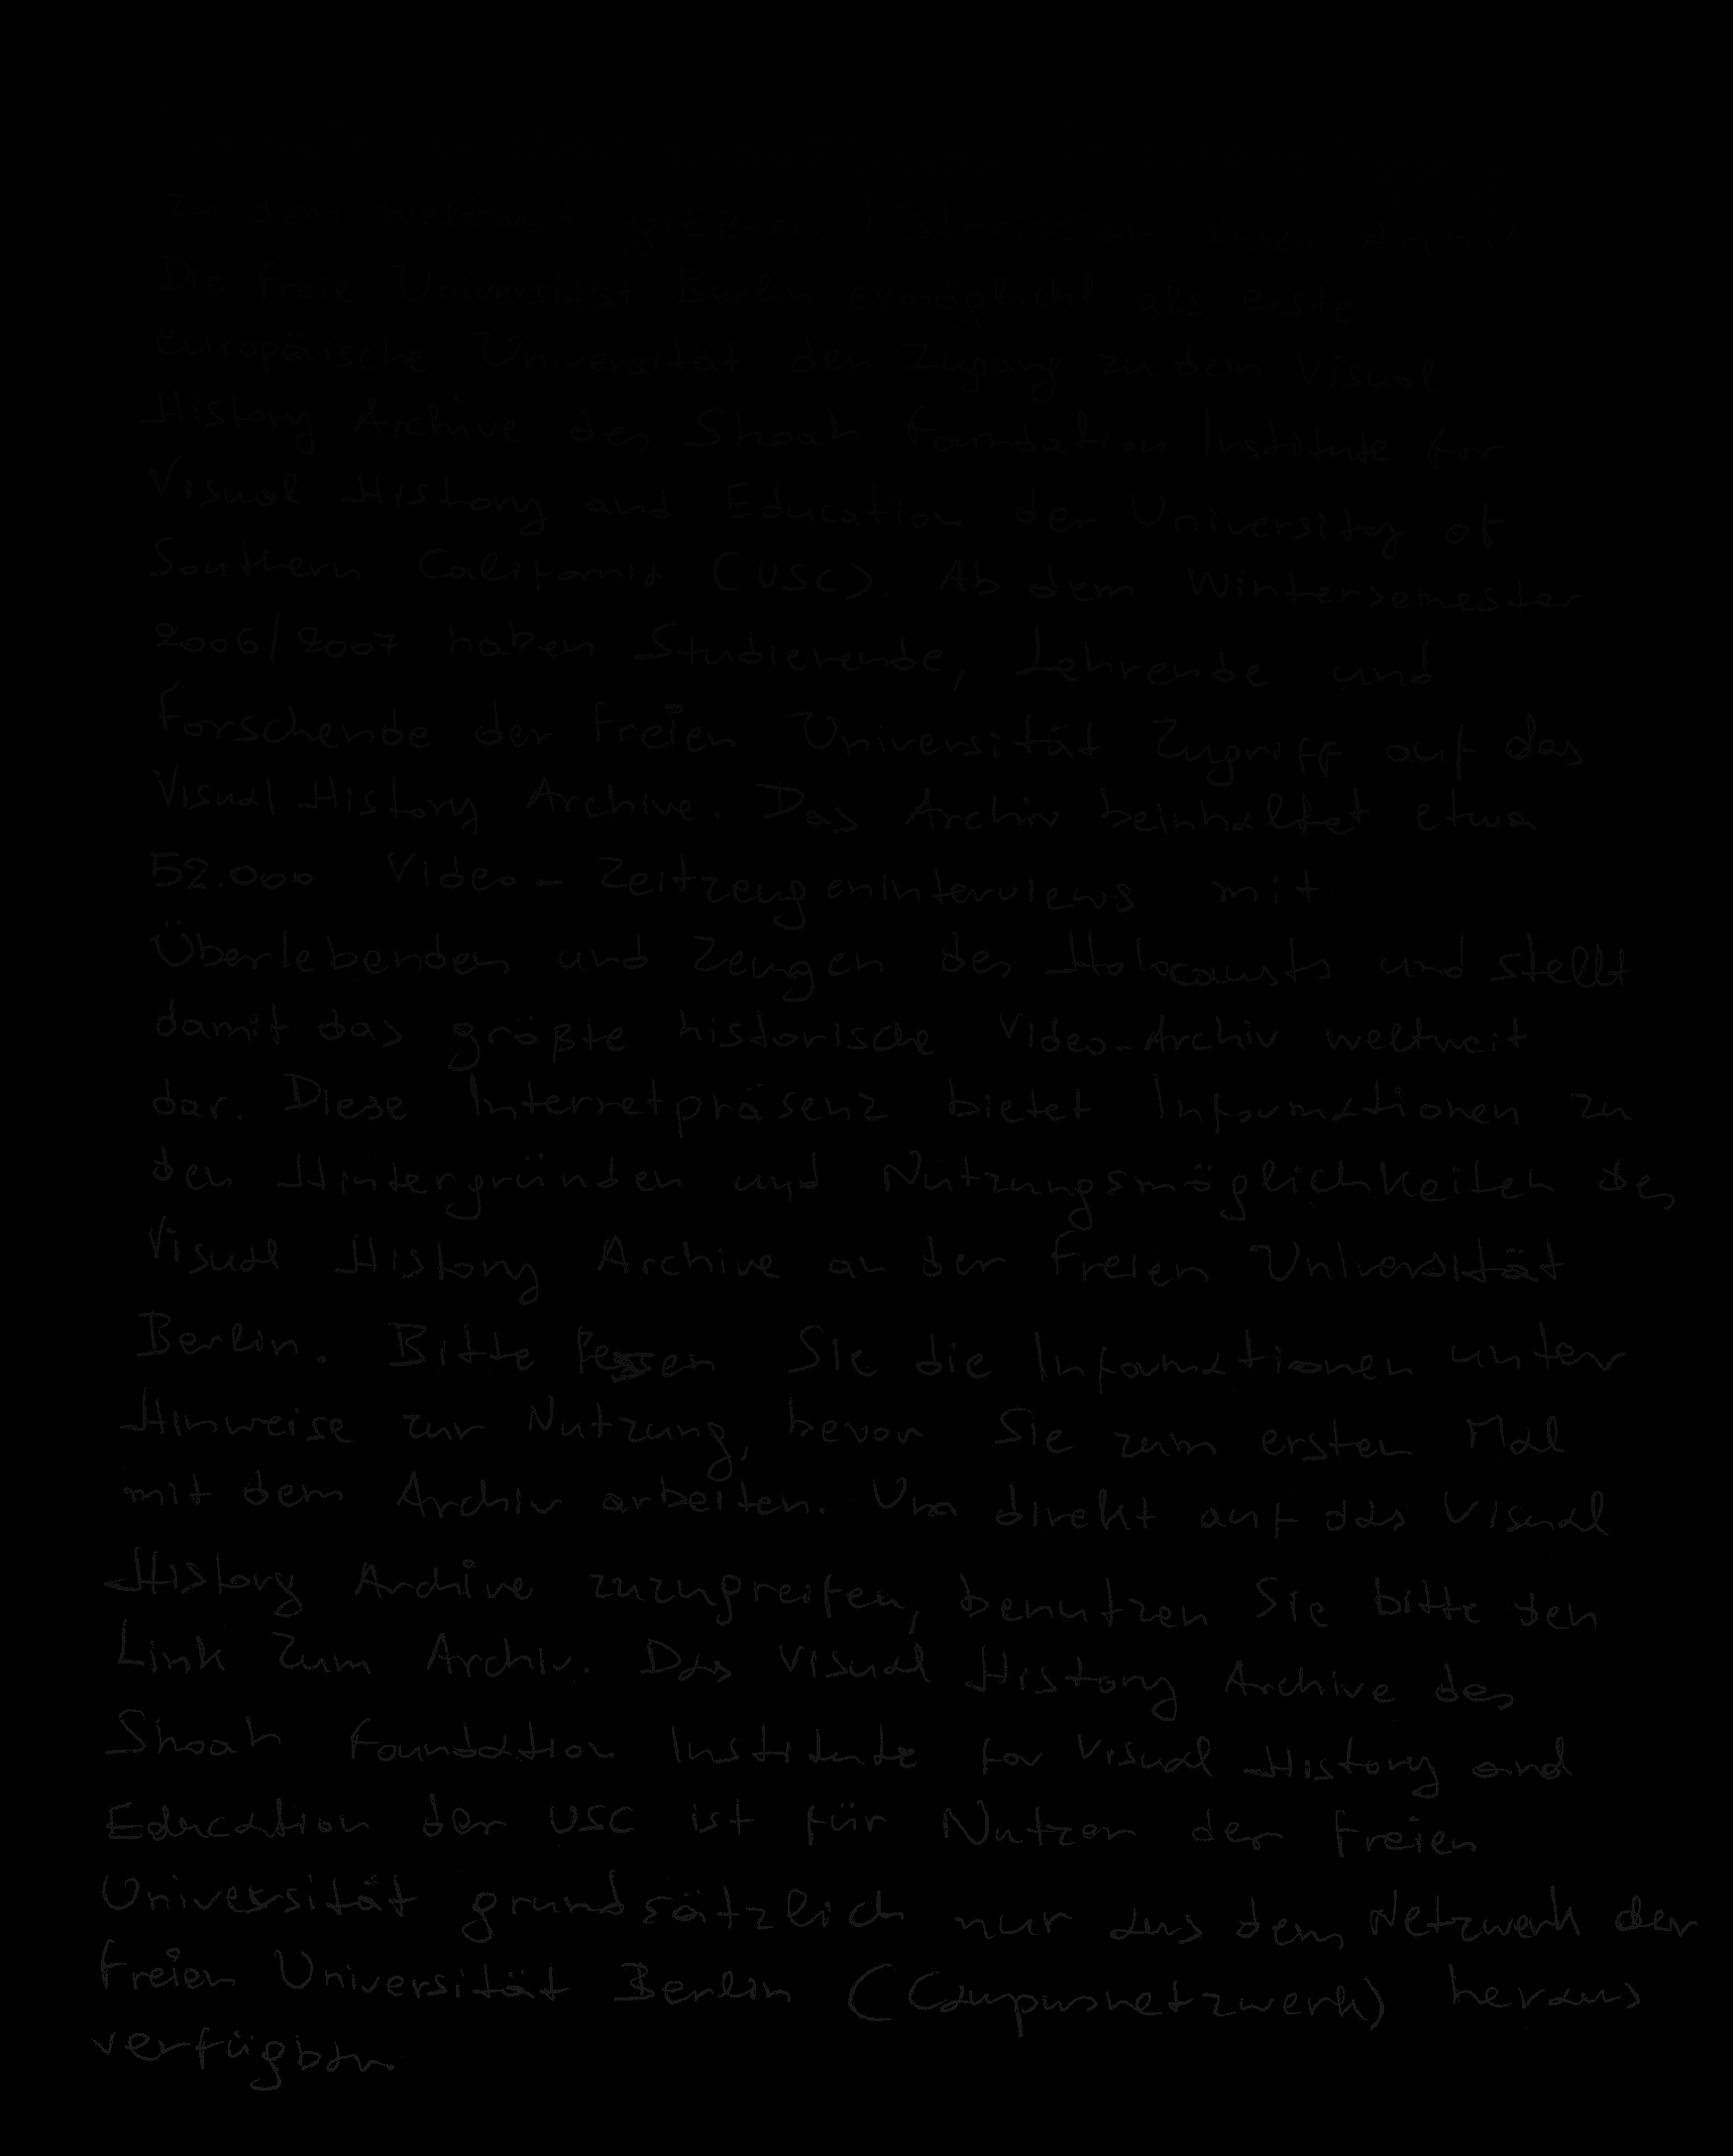 zu dem weltweit größten historischen Video-Archiv.
Die Freie Universität Berlin ermöglicht als erste
europäische Universität den Zugang zu dem Visual
History Archive des Shoah Foundation Institute for
Visual History and Education der University of
Southern California (USC). Ab dem Wintersemester
2006/2007 haben Studierende, Lehrende und
Forschende der Freien Universität Zugriff auf das
Visual History Archive. Das Archiv beinhaltet etwa
52.000 Video-Zeitzeugeninterviews mit
Überlebenden und Zeugen des Holocausts und stellt
damit das größte historische Video-Archiv weltweit
dar. Diese Internetpräsenz bietet Informationen zu
den Hintergründen und Nutzungsmöglichkeiten des
Visual History Archive an der Freien Universität
Berlin. Bitte lesen Sie die Informationen unter
Hinweise zur Nutzung, bevor Sie zum ersten Mal
mit dem Archiv arbeiten. Um direkt auf das Visual
History Archive zuzugreifen, benutzen Sie bitte den
Link zum Archiv. Das Visual History Archive des
Shoah Foundation Institute for Visual History and
Education der USC ist für Nutzer der Freien
Universität grundsätzlich nur aus dem Netzwerk der
Freien Universität Berlin (Campusnetzwerk) heraus
verfügbar.